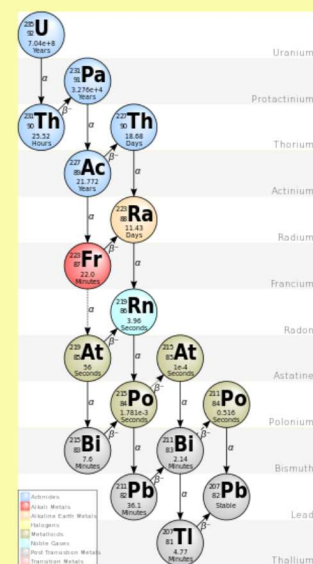 235
92
U
7.04e+8
Years
Uranium
α
231
91
Pa
3.276e+4
Years
Protactinium
β-
231
90
Th
25.52
Hours
227
90
Th
18.68
Days
Thorium
α
β-
227
89
Ac
21.772
Years
Actinium
α
α
223
88
Ra
11.43
Days
Radium
β-
223
87
Fr
22.0
Minutes
Francium
α
α
219
86
Rn
3.96
Seconds
Radon
β-
219
85
At
56
Seconds
215
85
At
1e-4
Seconds
Astatine
α
α
β-
215
84
Po
1.781e-3
Seconds
211
84
Po
0.516
Seconds
Polonium
β-
α
β-
215
83
Bi
7.6
Minutes
211
83
Bi
2.14
Minutes
Bismuth
α
α
β-
211
82
Pb
36.1
Minutes
207
82
Pb
Stable
Lead
α
β-
207
81
Tl
4.77
Minutes
Thallium
Actinides
Alkali Metals
Alkaline Earth Metals
Halogens
Metalloids
Noble Gases
Post Transition Metals
Transition Metals